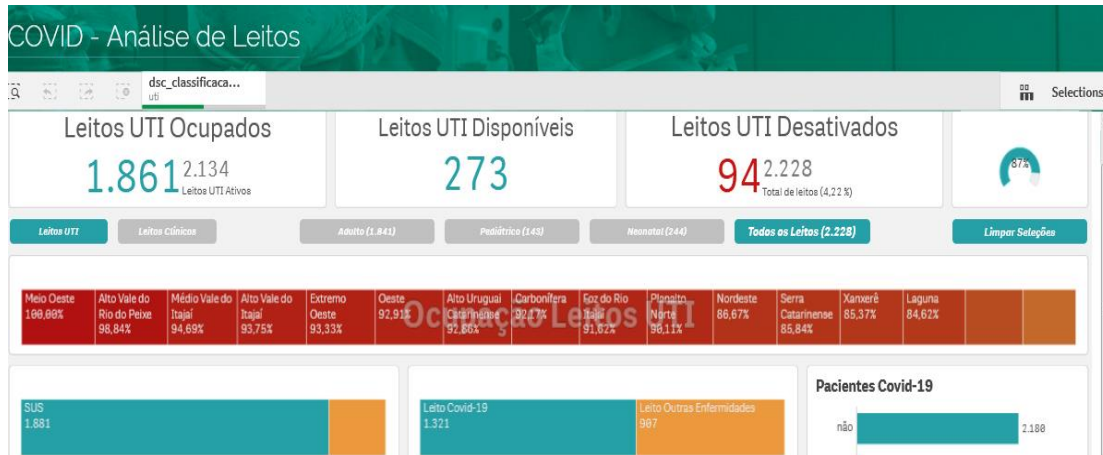 COVID - Análise de Leitos
dsc_classificaca...
uti
Selections
Leitos UTI Ocupados
1.861
2.134
Leitos UTI Ativos
Leitos UTI Disponíveis
273
Leitos UTI Desativados
94
2.228
Total de leitos (4,22 %)
87%
Leitos UTI
Leitos Clínicos
Adulto (1.841)
Pediátrico (143)
Neonatal (244)
Todos os Leitos (2.228)
Limpar Seleções
Ocupação Leitos UTI
Meio Oeste
100,00%
Alto Vale do
Rio do Peixe
98,84%
Médio Vale do
Itajaí
94,69%
Alto Vale do
Itajaí
93,75%
Extremo
Oeste
93,33%
Oeste
92,91%
Alto Uruguai
Catarinense
92,86%
Carbonífera
92,17%
Foz do Rio
Itajaí
91,62%
Planalto
Norte
90,11%
Nordeste
86,67%
Serra
Catarinense
85,84%
Xanxerê
85,37%
Laguna
84,62%
SUS
1.881
Leito Covid-19
1.321
Leito Outras Enfermidades
907
Pacientes Covid-19
não
2.180